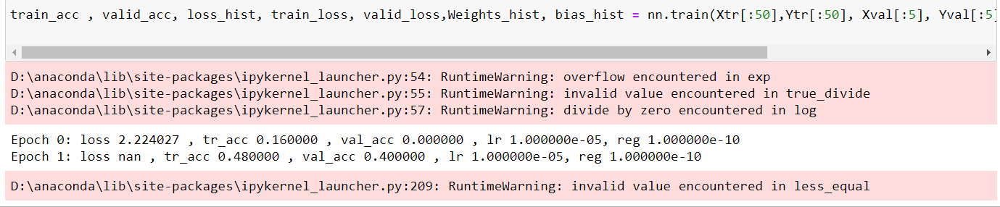 train_acc , valid_acc, loss_hist, train_loss, valid_loss,Weights_hist, bias_hist = nn.train(Xtr[:50],Ytr[:50], Xval[:5], Yval[:5]
D:\anaconda\lib\site-packages\ipykernel_launcher.py:54: RuntimeWarning: overflow encountered in exp
D:\anaconda\lib\site-packages\ipykernel_launcher.py:55: RuntimeWarning: invalid value encountered in true_divide
D:\anaconda\lib\site-packages\ipykernel_launcher.py:57: RuntimeWarning: divide by zero encountered in log
Epoch 0: loss 2.224027 , tr_acc 0.160000 , val_acc 0.000000 , lr 1.000000e-05, reg 1.000000e-10
Epoch 1: loss nan , tr_acc 0.480000 , val_acc 0.400000 , lr 1.000000e-05, reg 1.000000e-10
D:\anaconda\lib\site-packages\ipykernel_launcher.py:209: RuntimeWarning: invalid value encountered in less_equal